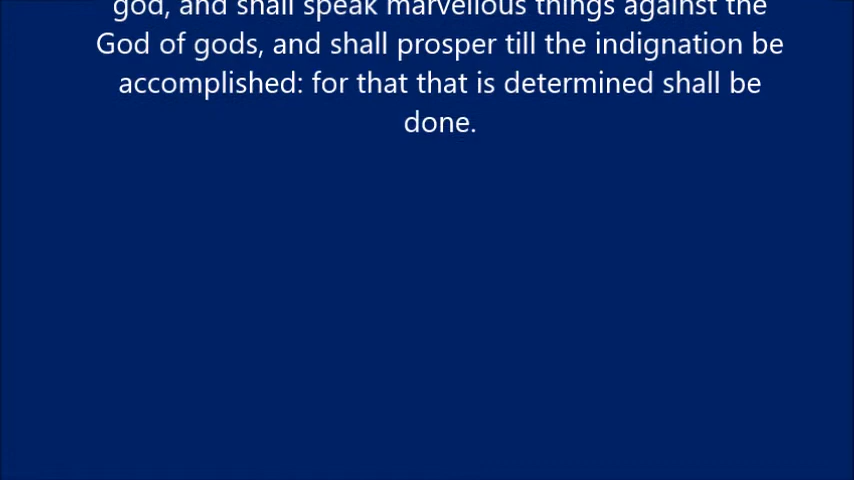 god, and shall speak marvellous things against the
God of gods, and shall prosper till the indignation be
accomplished: for that that is determined shall be
done.